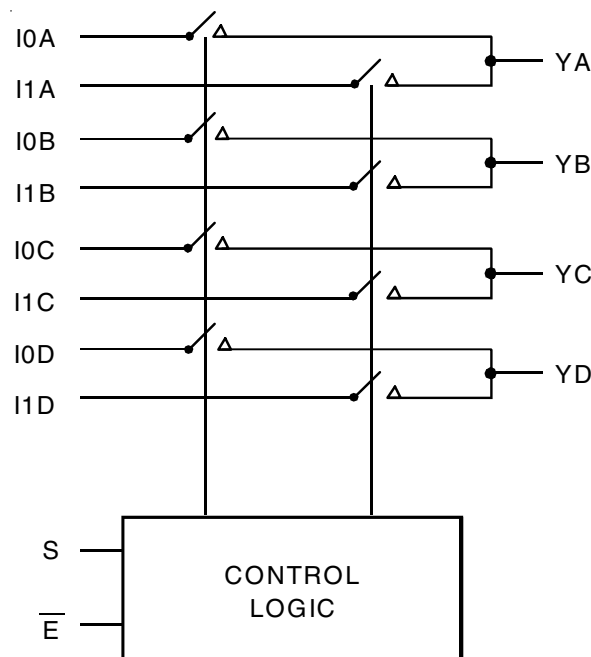 I0A
YA
I1A
I0B
YB
I1B
I0C
YC
I1C
I0D
YD
I1D
S
CONTROL
LOGIC
E̅